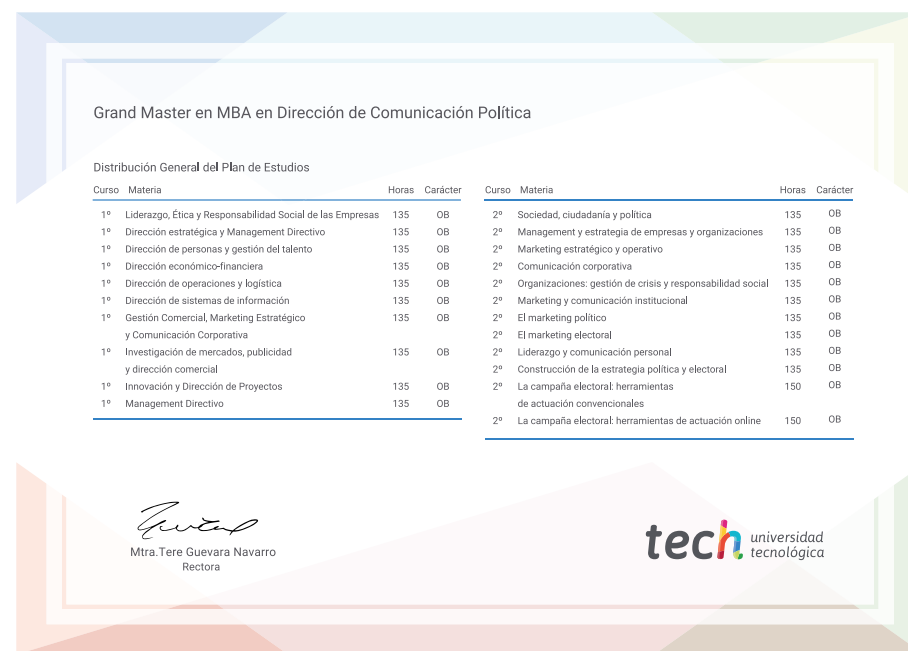 Grand Master en MBA en Dirección de Comunicación Política
Distribución General del Plan de Estudios
Curso Materia Horas Carácter
1º Liderazgo, Ética y Responsabilidad Social de las Empresas 135 OB
1º Dirección estratégica y Management Directivo 135 OB
1º Dirección de personas y gestión del talento 135 OB
1º Dirección económico-financiera 135 OB
1º Dirección de operaciones y logística 135 OB
1º Dirección de sistemas de información 135 OB
1º Gestión Comercial, Marketing Estratégico 135 OB
y Comunicación Corporativa
1º Investigación de mercados, publicidad 135 OB
y dirección comercial
1º Innovación y Dirección de Proyectos 135 OB
1º Management Directivo 135 OB
Curso Materia Horas Carácter
2º Sociedad, ciudadanía y política 135 OB
2º Management y estrategia de empresas y organizaciones 135 OB
2º Marketing estratégico y operativo 135 OB
2º Comunicación corporativa 135 OB
2º Organizaciones: gestión de crisis y responsabilidad social 135 OB
2º Marketing y comunicación institucional 135 OB
2º El marketing político 135 OB
2º El marketing electoral 135 OB
2º Liderazgo y comunicación personal 135 OB
2º Construcción de la estrategia política y electoral 135 OB
2º La campaña electoral: herramientas 150 OB
de actuación convencionales
2º La campaña electoral: herramientas de actuación online 150 OB
Mtra.Tere Guevara Navarro
Rectora
tech universidad
tecnológica